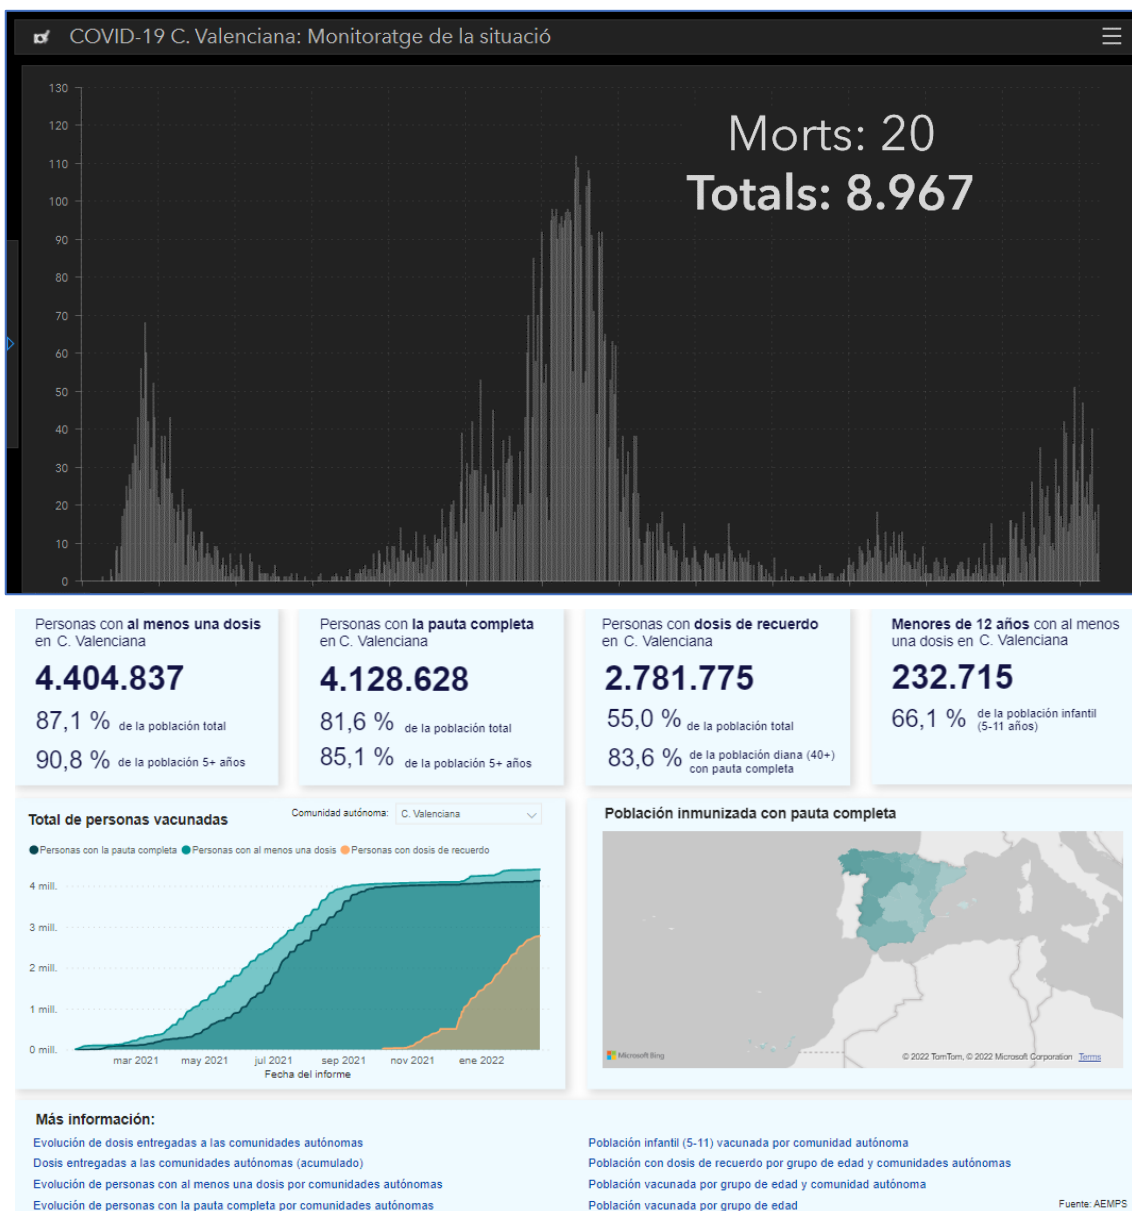 COVID-19 C. Valenciana: Monitoratge de la situació
130
120
110
100
90
80
70
60
50
40
30
20
10
0
Morts: 20
Totals: 8.967
Personas con al menos una dosis
en C. Valenciana
4.404.837
87,1 % de la población total
90,8 % de la población 5+ años
Personas con la pauta completa
en C. Valenciana
4.128.628
81,6 % de la población total
85,1 % de la población 5+ años
Personas con dosis de recuerdo
en C. Valenciana
2.781.775
55,0 % de la población total
83,6 % de la población diana (40+)
con pauta completa
Menores de 12 años con al menos
una dosis en C. Valenciana
232.715
66,1 % de la población infantil
(5-11 años)
Total de personas vacunadas
Comunidad autónoma: C. Valenciana
Personas con la pauta completa Personas con al menos una dosis Personas con dosis de recuerdo
4 mill.
3 mill.
2 mill.
1 mill.
0 mill.
mar 2021 may 2021 jul 2021 sep 2021 nov 2021 ene 2022
Fecha del informe
Población inmunizada con pauta completa
Microsoft Bing
© 2022 TomTom, © 2022 Microsoft Corporation Terms
Más información:
Evolución de dosis entregadas a las comunidades autónomas
Dosis entregadas a las comunidades autónomas (acumulado)
Evolución de personas con al menos una dosis por comunidades autónomas
Evolución de personas con la pauta completa por comunidades autónomas
Población infantil (5-11) vacunada por comunidad autónoma
Población con dosis de recuerdo por grupo de edad y comunidades autónomas
Población vacunada por grupo de edad y comunidad autónoma
Población vacunada por grupo de edad
Fuente: AEMPS